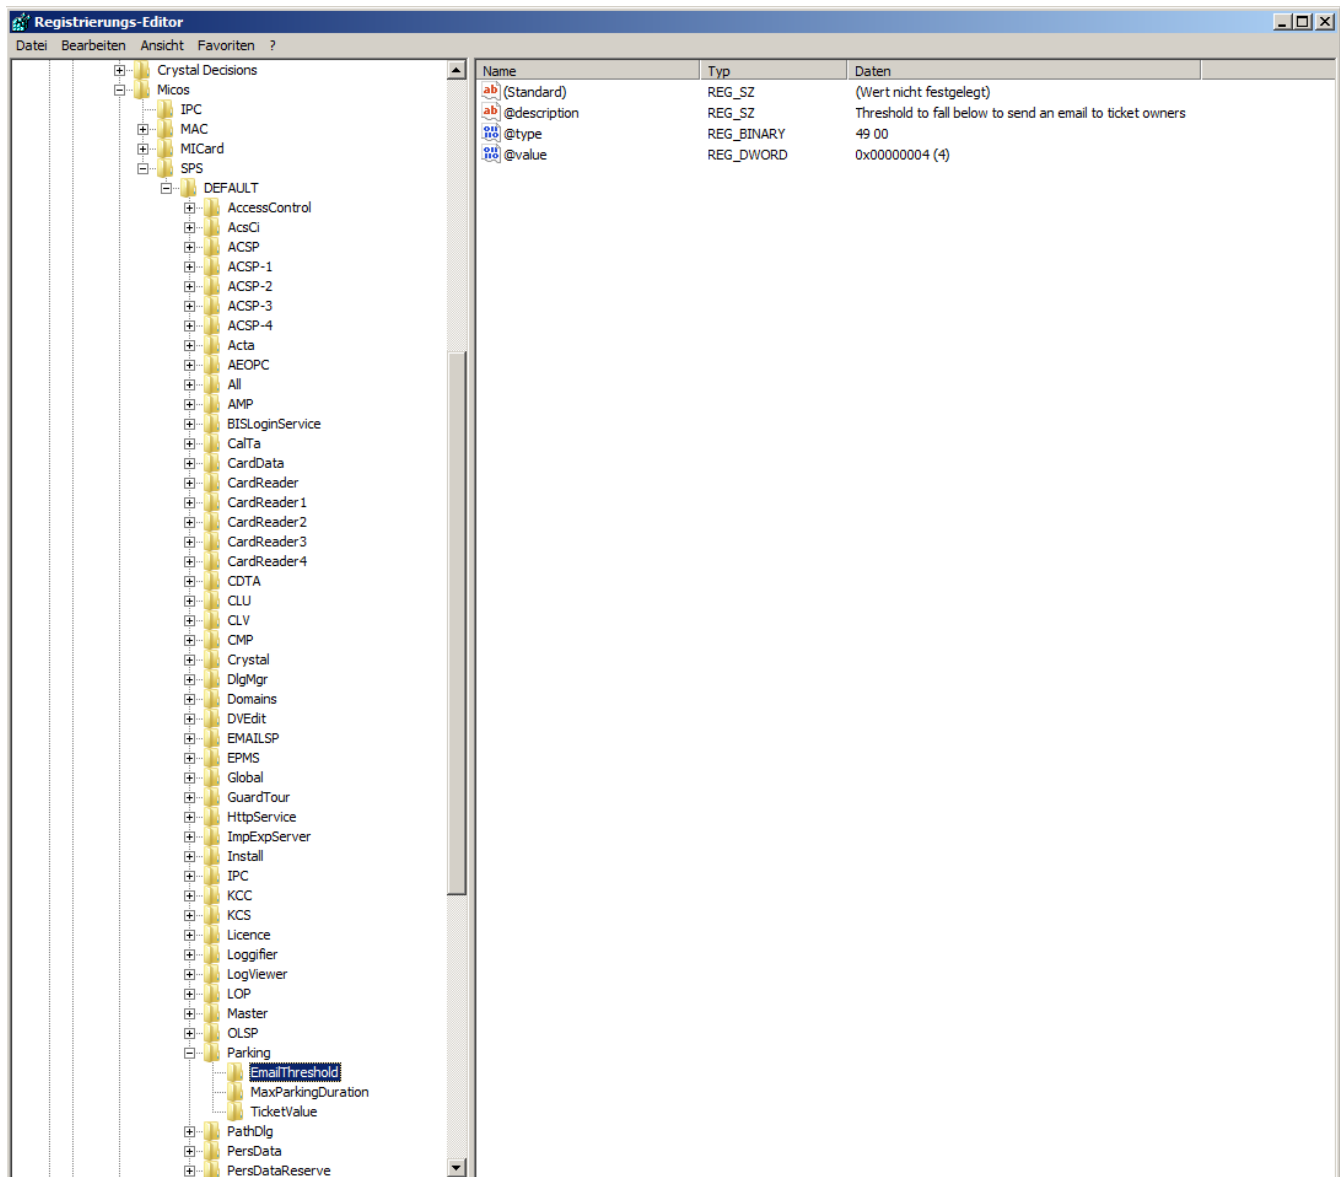 Registrierungs-Editor
Datei Bearbeiten Ansicht Favoriten ?
Crystal Decisions
Micos
IPC
MAC
MICard
SPS
DEFAULT
AccessControl
AcsCi
ACSP
ACSP-1
ACSP-2
ACSP-3
ACSP-4
Acta
AEOPC
All
AMP
BISLoginService
CalTa
CardData
CardReader
CardReader1
CardReader2
CardReader3
CardReader4
CDTA
CLU
CLV
CMP
Crystal
DlgMgr
Domains
DVEdit
EMAILSP
EPMS
Global
GuardTour
HttpService
ImpExpServer
Install
IPC
KCC
KCS
Licence
Loggifier
LogViewer
LOP
Master
OLSP
Parking
EmailThreshold
MaxParkingDuration
TicketValue
PathDlg
PersData
PersDataReserve
Name Typ Daten
(Standard) REG_SZ (Wert nicht festgelegt)
@description REG_SZ Threshold to fall below to send an email to ticket owners
@type REG_BINARY 49 00
@value REG_DWORD 0x00000004 (4)